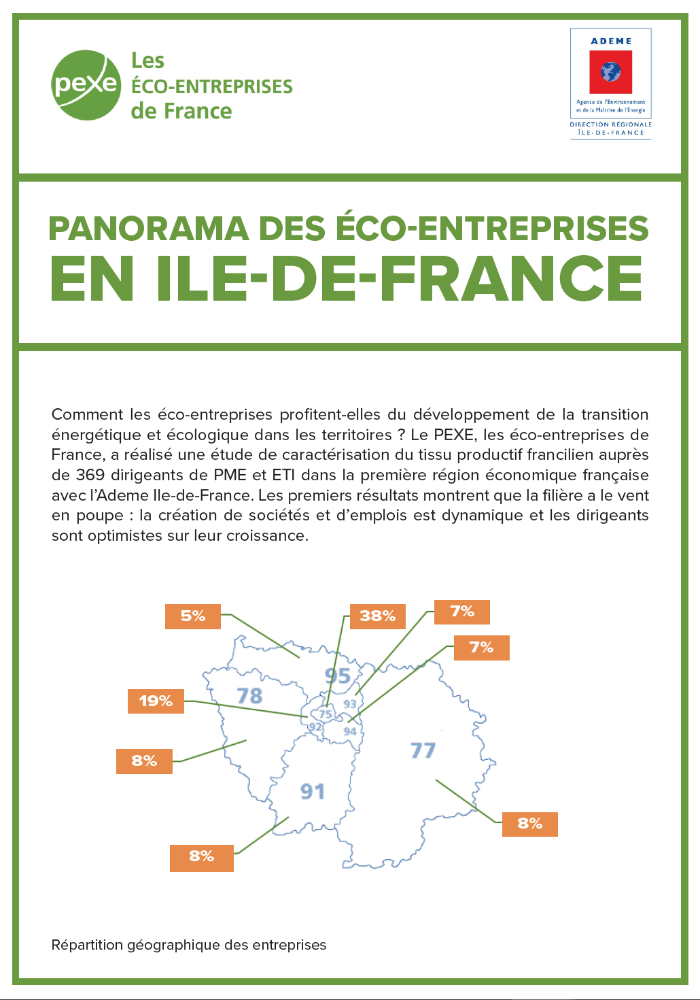 pexe
Les
ÉCO-ENTREPRISES
de France
ADEME
Agence de l'Environnement
et de la Maîtrise de l'Energie
DIRECTION RÉGIONALE
ÎLE-DE-FRANCE
PANORAMA DES ÉCO-ENTREPRISES
EN ILE-DE-FRANCE
Comment les éco-entreprises profitent-elles du développement de la transition
énergétique et écologique dans les territoires ? Le PEXE, les éco-entreprises de
France, a réalisé une étude de caractérisation du tissu productif francilien auprès
de 369 dirigeants de PME et ETI dans la première région économique française
avec l’Ademe Ile-de-France. Les premiers résultats montrent que la filière a le vent
en poupe : la création de sociétés et d’emplois est dynamique et les dirigeants
sont optimistes sur leur croissance.
5%
38%
7%
7%
95
78
19%
93
75
92
94
77
8%
91
8%
8%
Répartition géographique des entreprises